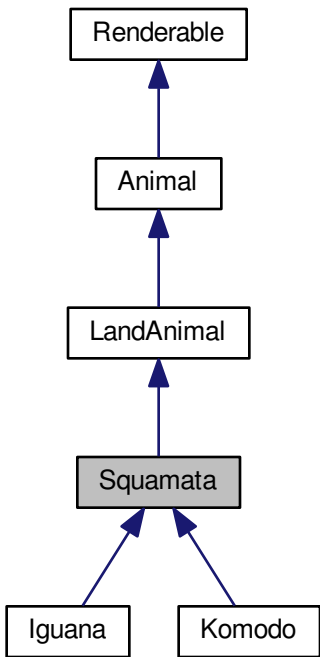 Renderable
Animal
LandAnimal
Squamata
Iguana
Komodo